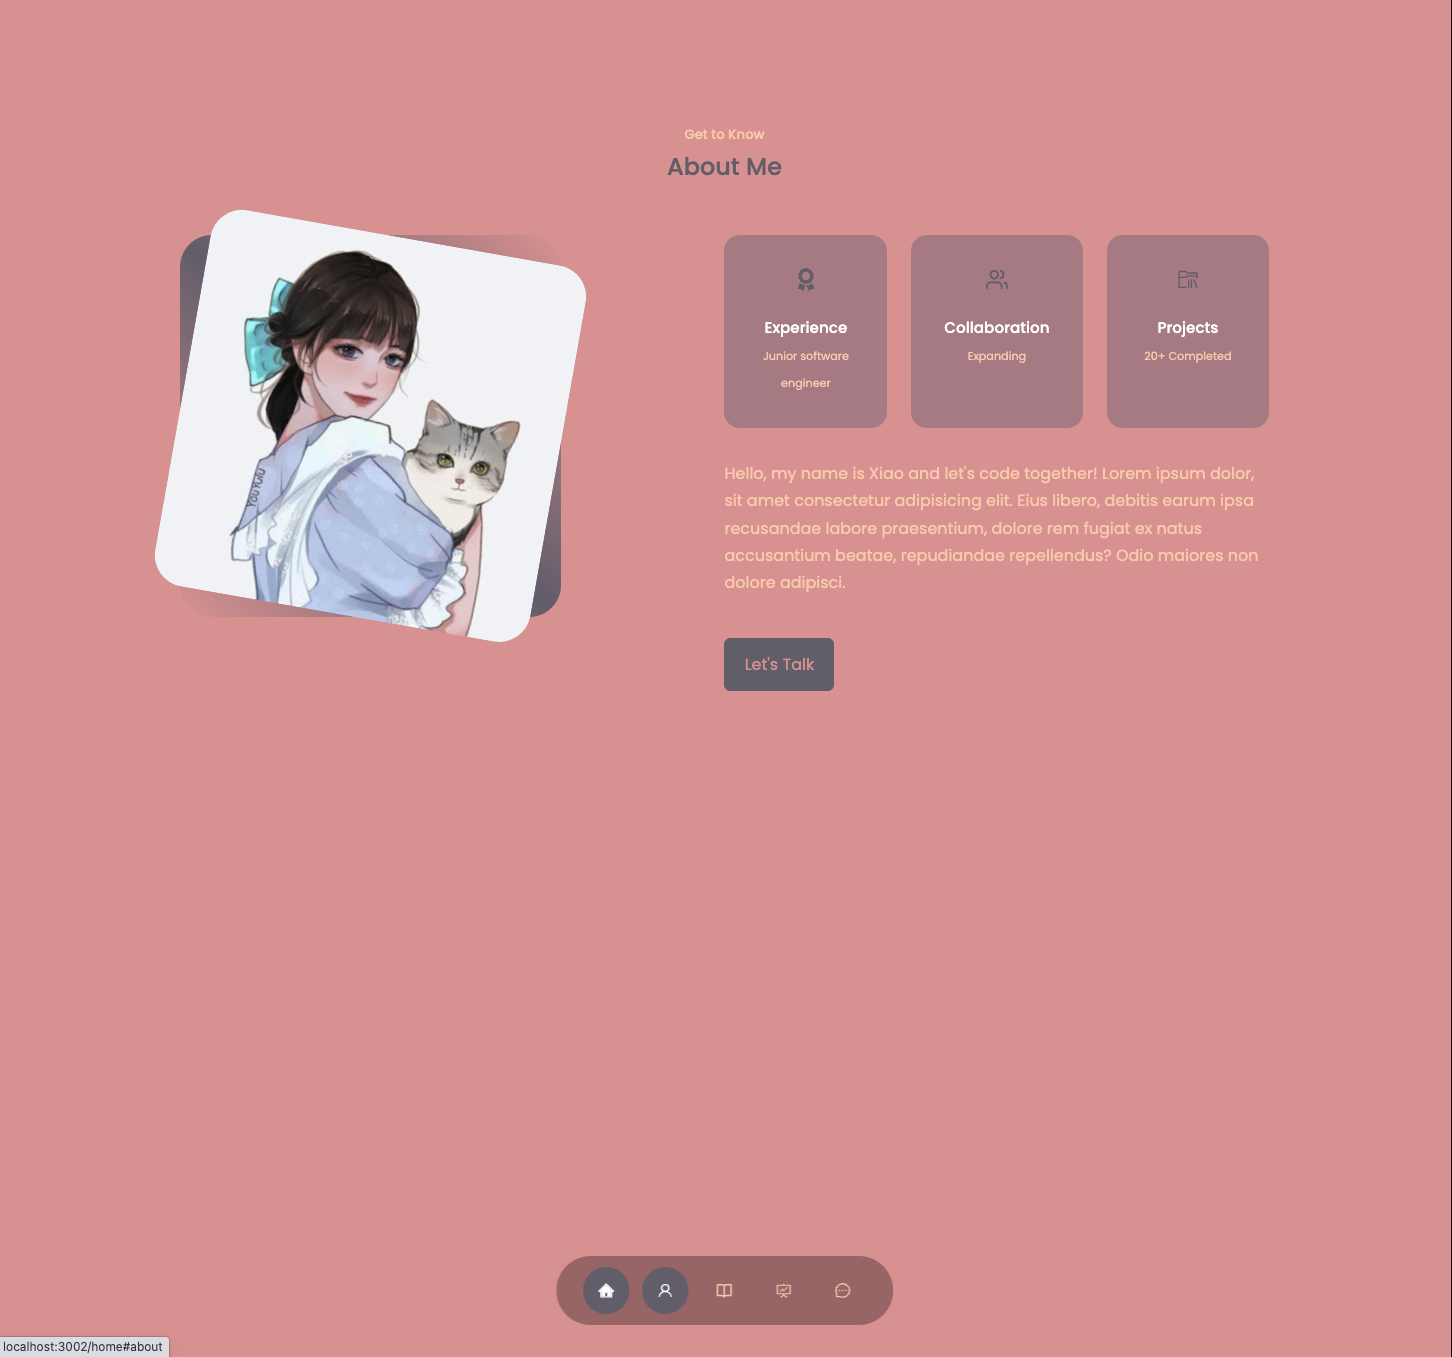 Get to Know
About Me
YOUYOU
Experience
Junior software
engineer
Collaboration
Expanding
Projects
20+ Completed
Hello, my name is Xiao and let's code together! Lorem ipsum dolor,
sit amet consectetur adipisicing elit. Eius libero, debitis earum ipsa
recusandae labore praesentium, dolore rem fugiat ex natus
accusantium beatae, repudiandae repellendus? Odio maiores non
dolore adipisci.
Let's Talk
localhost:3002/home#about